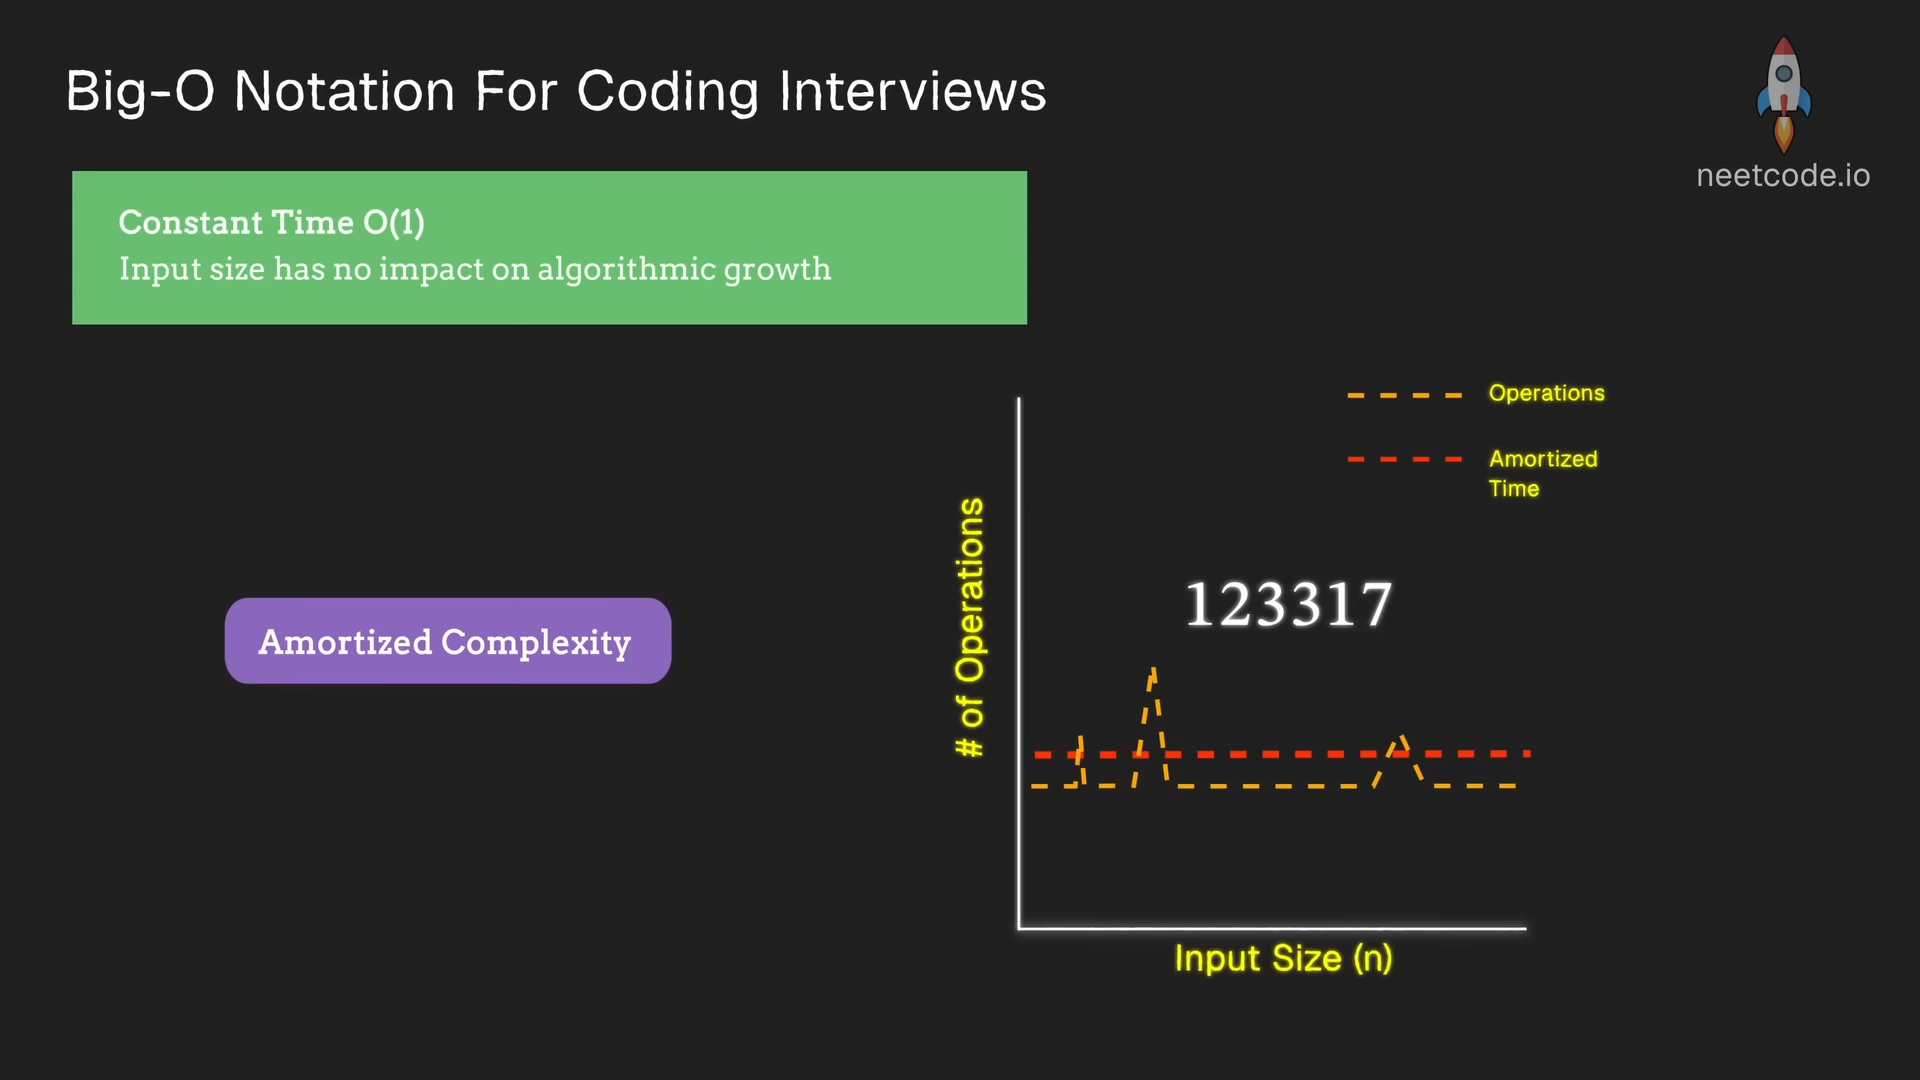 Big-O Notation For Coding Interviews
neetcode.io
Constant Time O(1)
Input size has no impact on algorithmic growth
Operations
Amortized
Time
# of Operations
123317
Amortized Complexity
Input Size (n)